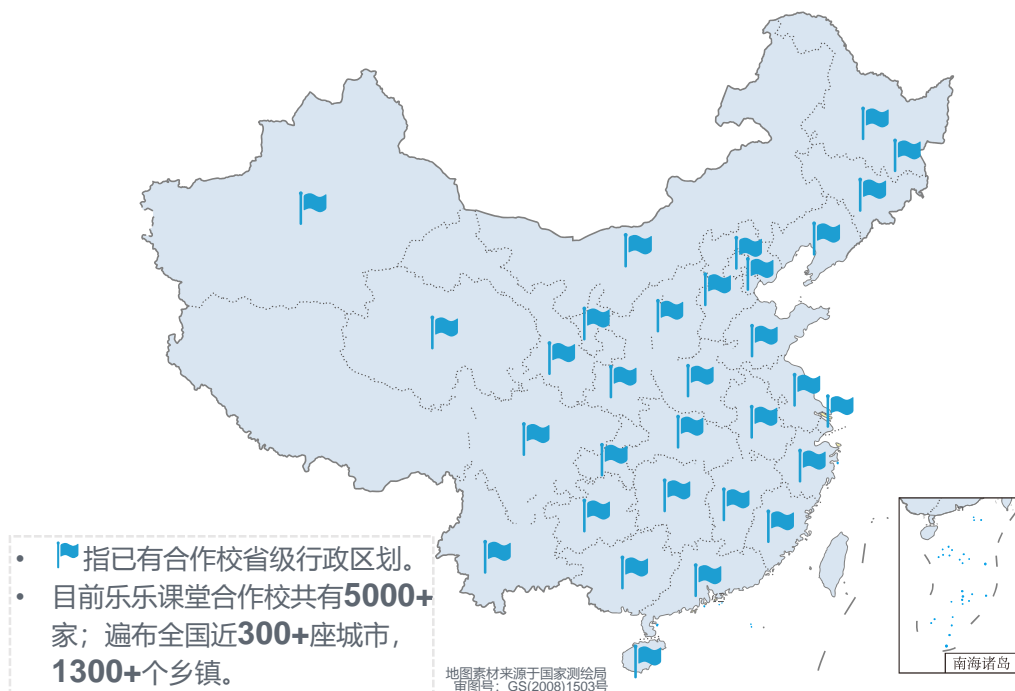 • 指已有合作校省级行政区划。
• 目前乐乐课堂合作校共有5000+
家；遍布全国近300+座城市，
1300+个乡镇。
地图素材来源于国家测绘局
审图号：GS(2008)1503号
南海诸岛